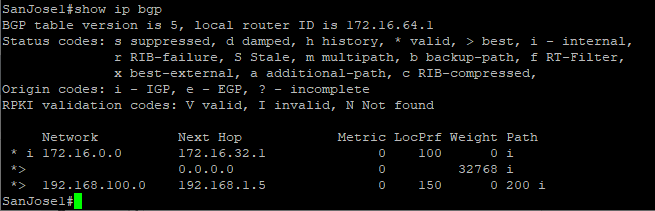 SanJose1#show ip bgp
BGP table version is 5, local router ID is 172.16.64.1
Status codes: s suppressed, d damped, h history, * valid, > best, i - internal,
              r RIB-failure, S Stale, m multipath, b backup-path, f RT-Filter,
              x best-external, a additional-path, c RIB-compressed,
Origin codes: i - IGP, e - EGP, ? - incomplete
RPKI validation codes: V valid, I invalid, N Not found
     Network          Next Hop            Metric LocPrf Weight Path
 * i 172.16.0.0       172.16.32.1              0    100      0 i
 *>                   0.0.0.0                  0         32768 i
 *>  192.168.100.0    192.168.1.5              0    150      0 200 i
SanJose1#